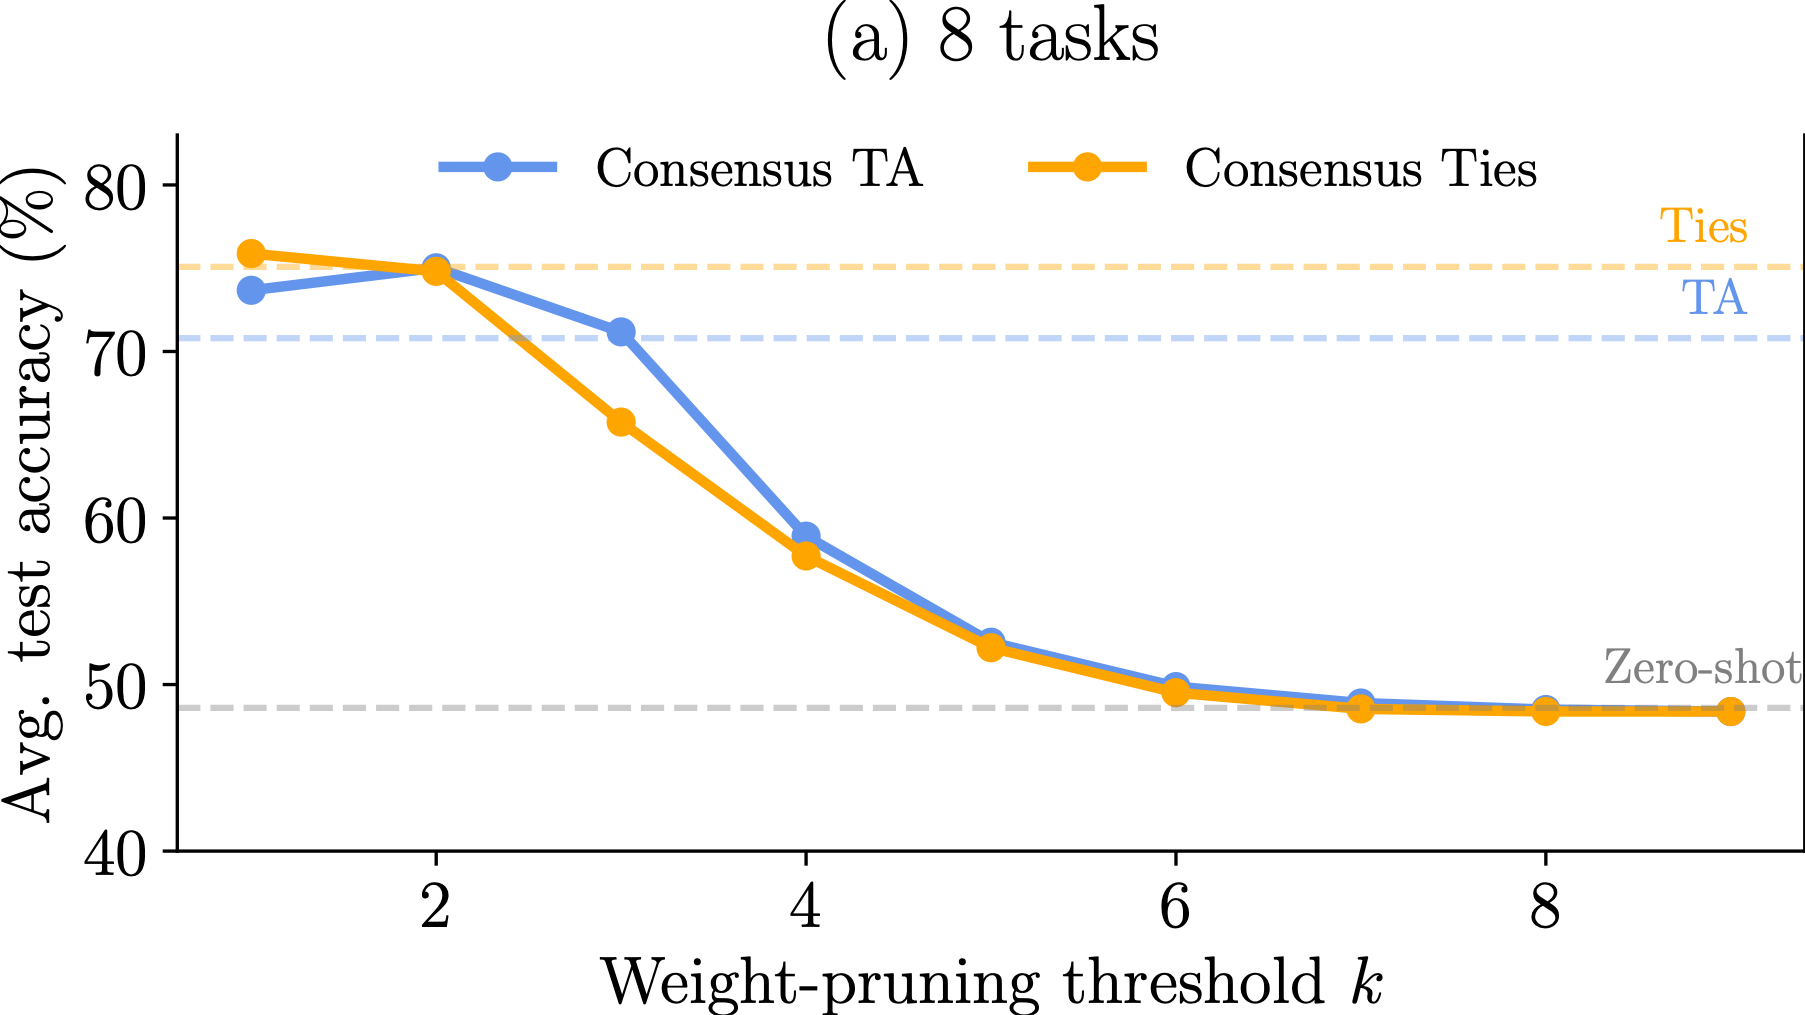 (a) 8 tasks
Consensus TA
Consensus Ties
Ties
TA
Zero-shot
Avg. test accuracy (%)
80
70
60
50
40
2 4 6 8
Weight-pruning threshold k